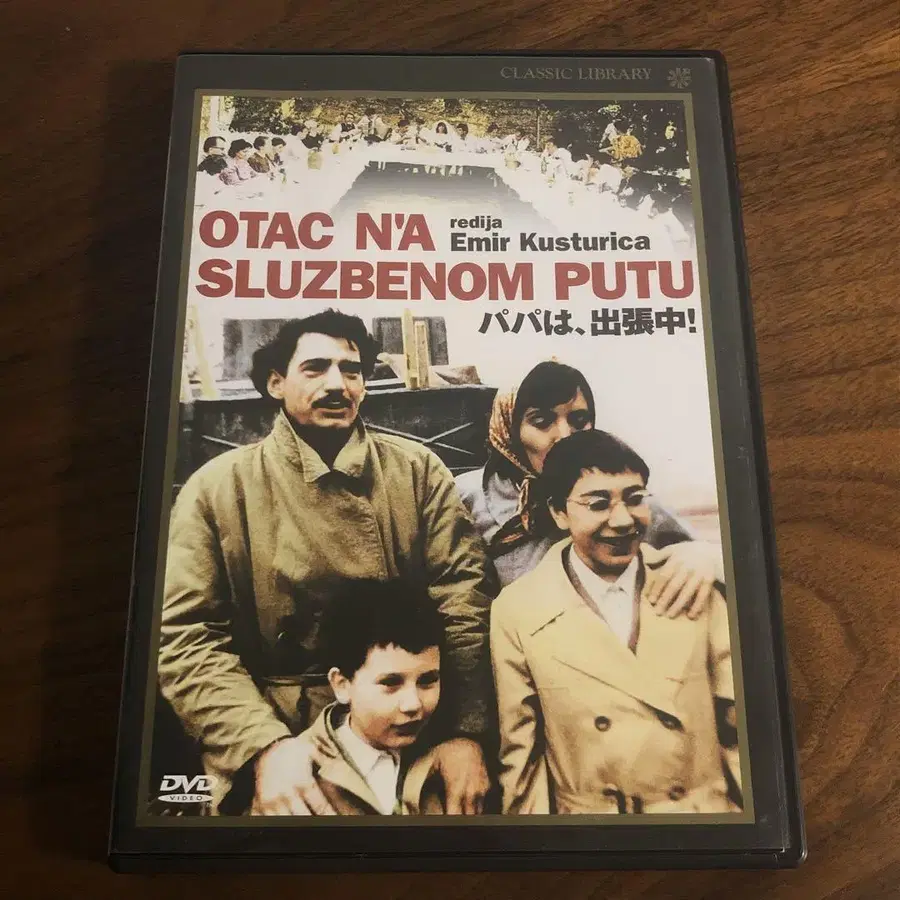 CLASSIC LIBRARY
OTAC N'A
redija
Emir Kusturica
SLUZBENOM PUTU
パパは、出張中!
DVD
VIDEO